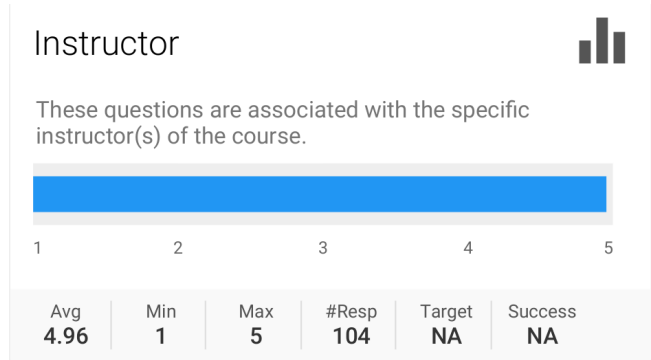 Instructor
These questions are associated with the specific
instructor(s) of the course.
1 2 3 4 5
Avg Min Max #Resp Target Success
4.96 1 5 104 NA NA